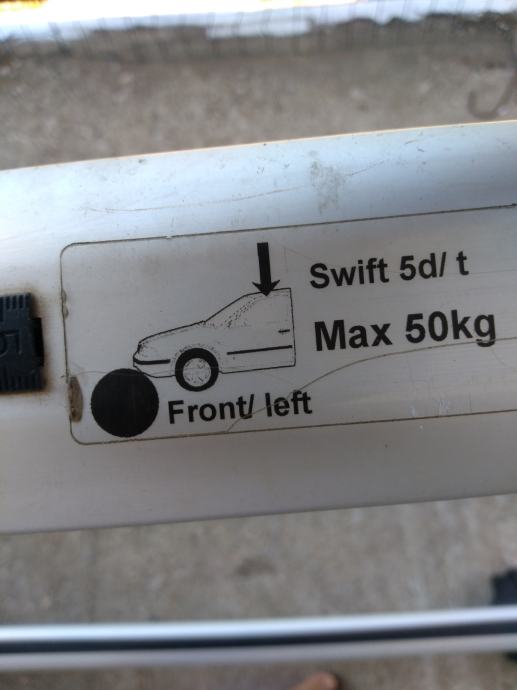 Swift 5d/ t
Max 50kg
Front/ left